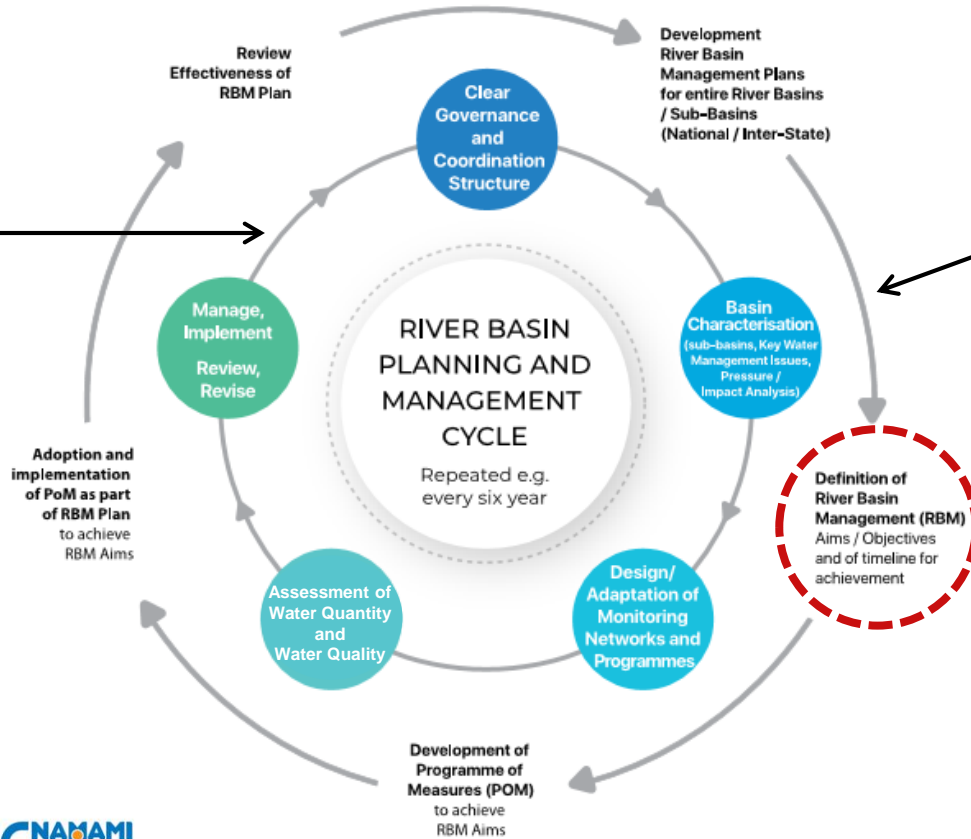 Review
Effectiveness of
RBM Plan
Development
River Basin
Management Plans
for entire River Basins
/ Sub-Basins
(National / Inter-State)
Clear
Governance
and
Coordination
Structure
Manage,
Implement
Review,
Revise
Basin
Characterisation
(sub-basins, Key Water
Management Issues,
Pressure /
Impact Analysis)
RIVER BASIN
PLANNING AND
MANAGEMENT
CYCLE
Repeated e.g.
every six year
Adoption and
implementation
of PoM as part
of RBM Plan
to achieve
RBM Aims
Definition of
River Basin
Management (RBM)
Aims / Objectives
and of timeline for
achievement
Assessment of
Water Quantity
and
Water Quality
Design/
Adaptation of
Monitoring
Networks and
Programmes
Development of
Programme of
Measures (POM)
to achieve
RBM Aims
NAMAMI